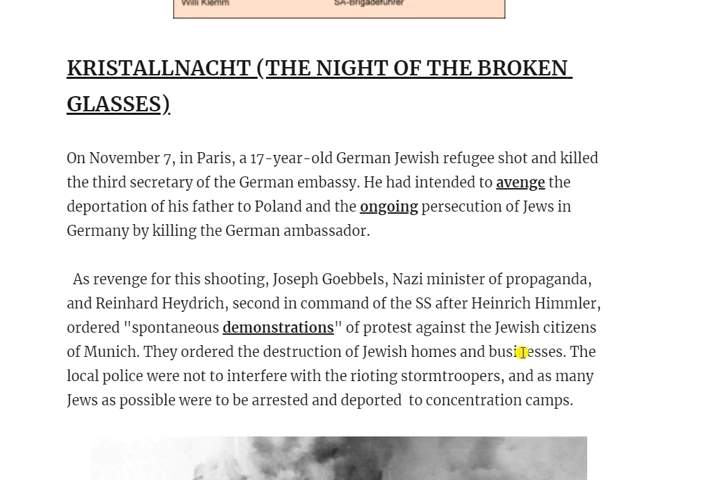 Willi Klemm SA-Brigadeführer
KRISTALLNACHT (THE NIGHT OF THE BROKEN
GLASSES)
On November 7, in Paris, a 17-year-old German Jewish refugee shot and killed
the third secretary of the German embassy. He had intended to avenge the
deportation of his father to Poland and the ongoing persecution of Jews in
Germany by killing the German ambassador.
As revenge for this shooting, Joseph Goebbels, Nazi minister of propaganda,
and Reinhard Heydrich, second in command of the SS after Heinrich Himmler,
ordered "spontaneous demonstrations" of protest against the Jewish citizens
of Munich. They ordered the destruction of Jewish homes and businesses. The
local police were not to interfere with the rioting stormtroopers, and as many
Jews as possible were to be arrested and deported to concentration camps.